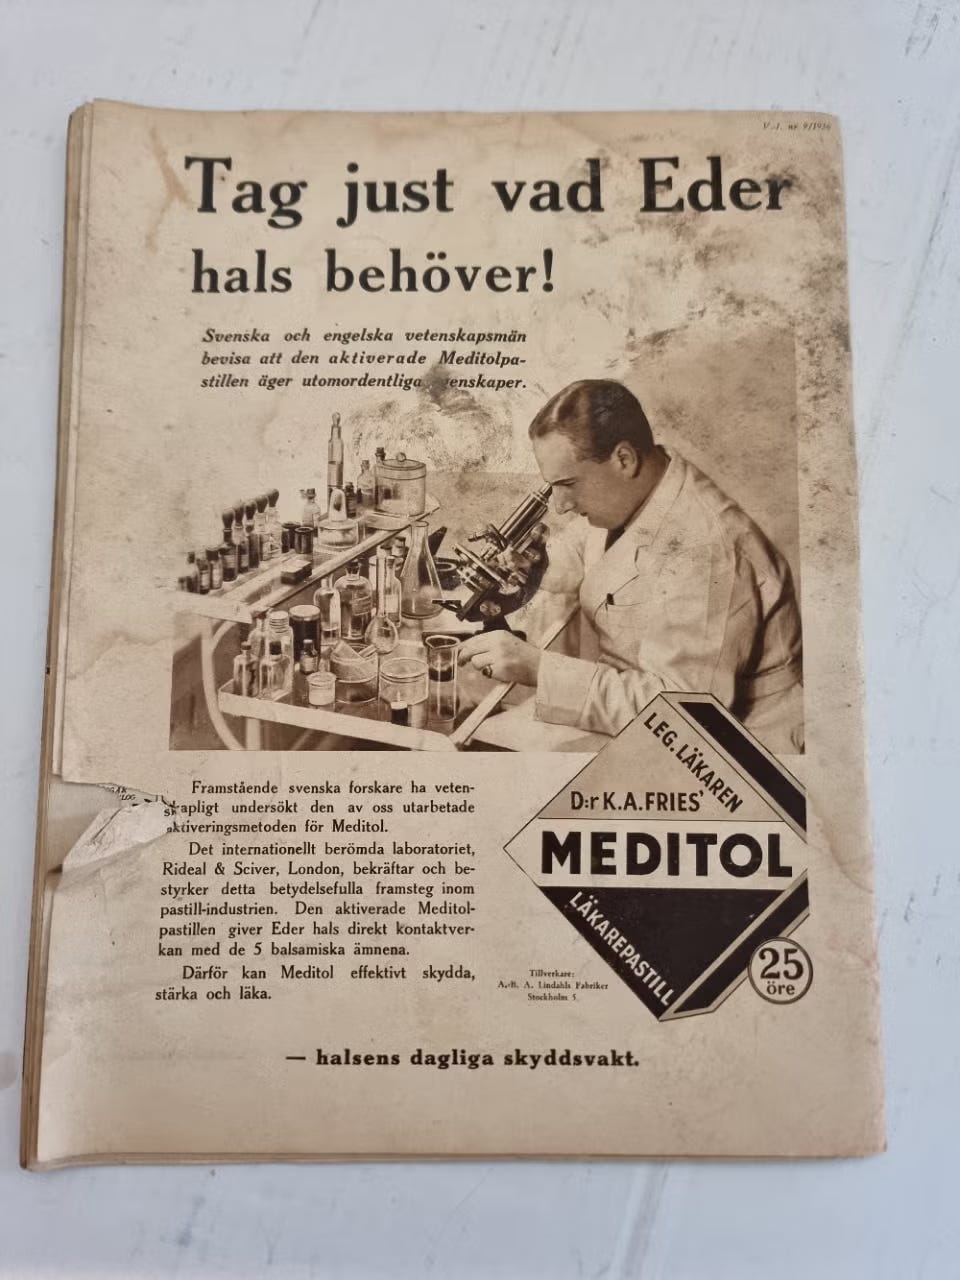 V.-J. nr 9/1936
Tag just vad Eder
hals behöver!
Svenska och engelska vetenskapsmän
bevisa att den aktiverade Meditolpa-
stillen äger utomordentliga enskaper.
LEG. LÄKAREN
D:r K.A. FRIES'
MEDITOL
LÄKAREPASTILL
25
öre
Framstående svenska forskare ha veten-
skapligt undersökt den av oss utarbetade
aktiveringsmetoden för Meditol.
Det internationellt berömda laboratoriet,
Rideal & Sciver, London, bekräftar och be-
styrker detta betydelsefulla framsteg inom
pastill-industrien. Den aktiverade Meditol-
pastillen giver Eder hals direkt kontaktver-
kan med de 5 balsamiska ämnena.
Därför kan Meditol effektivt skydda,
stärka och läka.
Tillverkare:
A.-B. A. Lindahls Fabriker
Stockholm 5.
— halsens dagliga skyddsvakt.